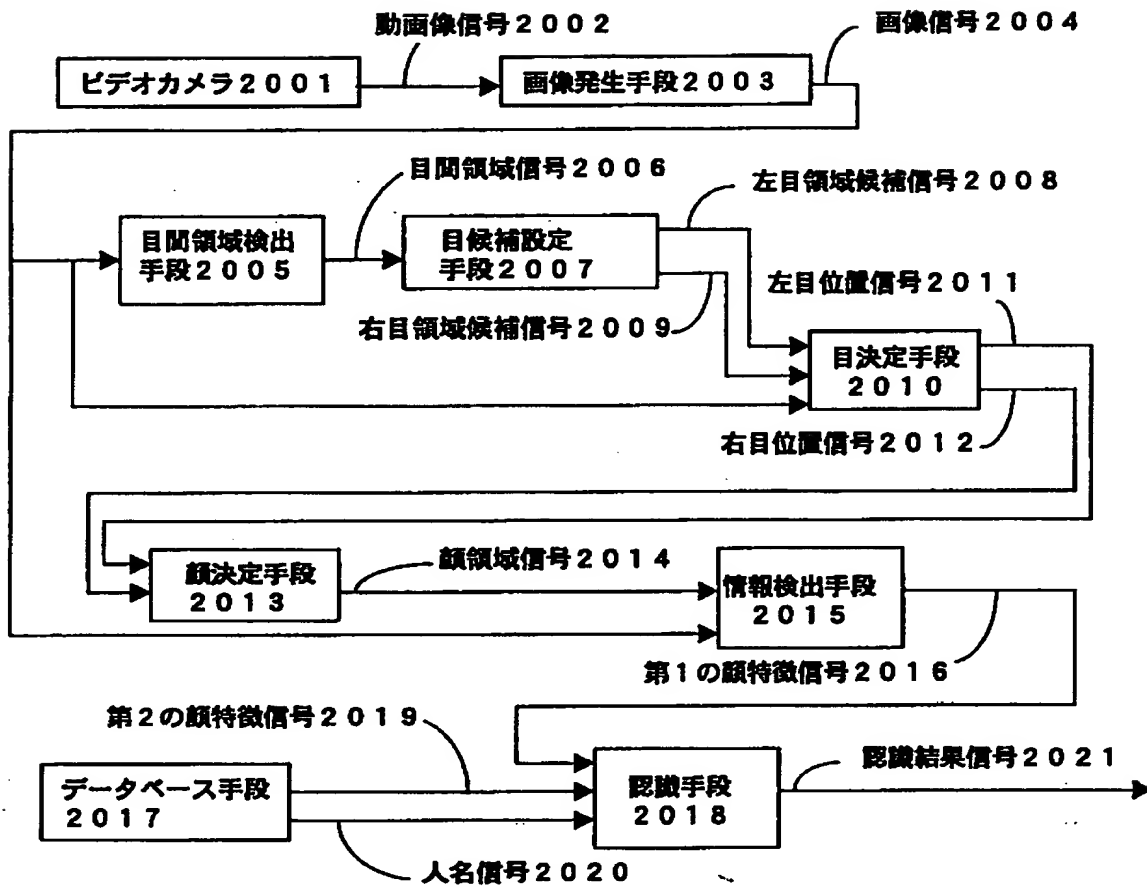 動画像信号2002
画像信号2004
ビデオカメラ2001
画像発生手段2003
目間領域信号2006
左目領域候補信号2008
目間領域検出
手段2005
目候補設定
手段2007
左目位置信号2011
右目領域候補信号2009
目決定手段
2010
右目位置信号2012
顔決定手段
2013
顔領域信号2014
情報検出手段
2015
第1の顔特徴信号2016
第2の顔特徴信号2019
データベース手段
2017
認識手段
2018
認識結果信号2021
人名信号2020